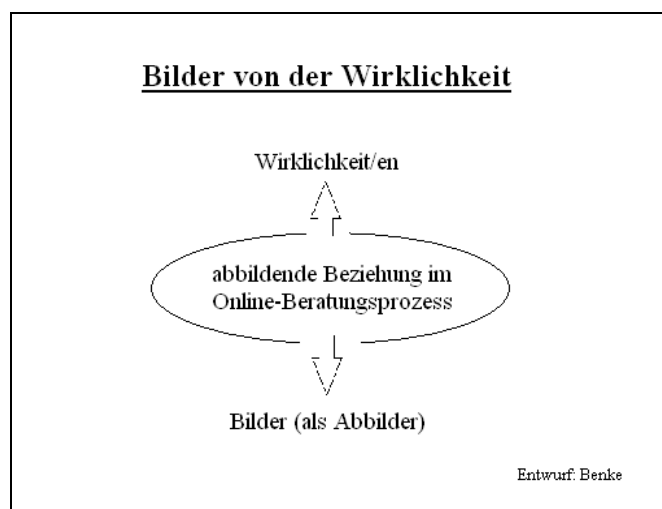 Bilder von der Wirklichkeit
Wirklichkeit/en
abbildende Beziehung im
Online-Beratungsprozess
Bilder (als Abbilder)
Entwurf: Benke